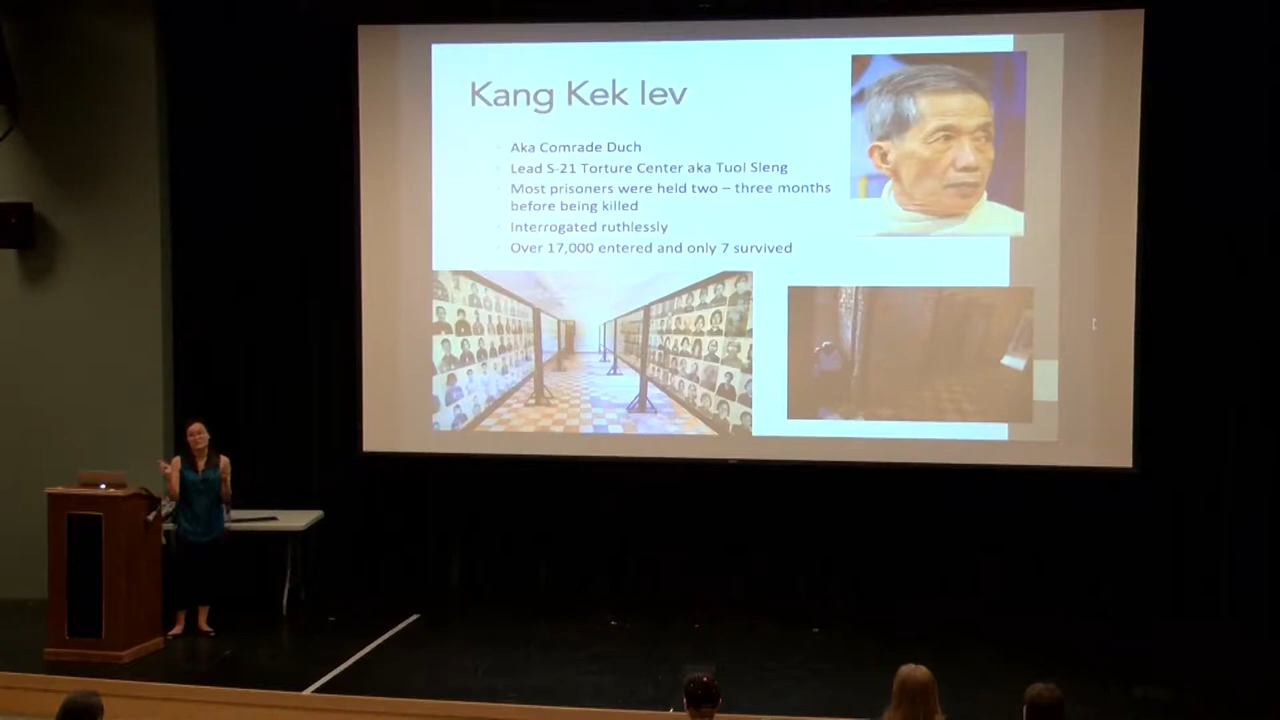 Kang Kek lev
Aka Comrade Duch
Lead S-21 Torture Center aka Tuol Sleng
Most prisoners were held two – three months
before being killed
Interrogated ruthlessly
Over 17,000 entered and only 7 survived